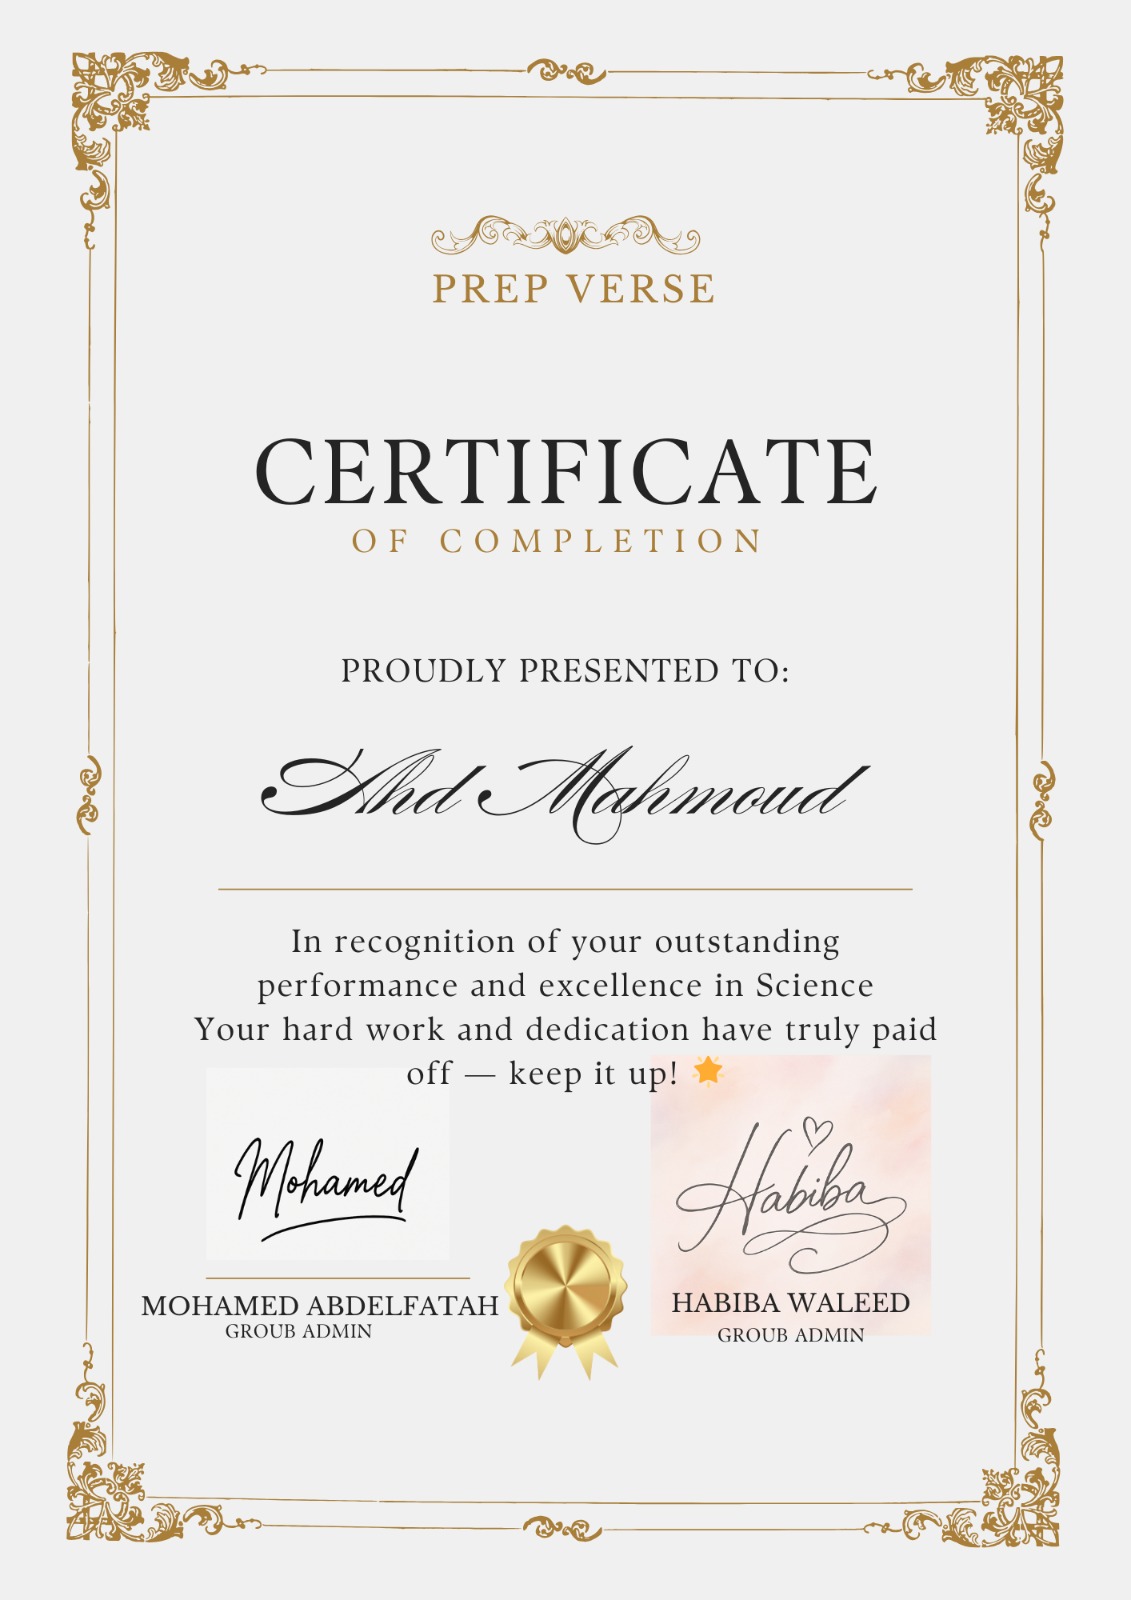 PREP VERSE
CERTIFICATE
OF COMPLETION
PROUDLY PRESENTED TO:
Ahd Mahmoud
In recognition of your outstanding
performance and excellence in Science
Your hard work and dedication have truly paid
off — keep it up! 🌟
Mohamed
MOHAMED ABDELFATAH
GROUB ADMIN
Habiba
HABIBA WALEED
GROUB ADMIN